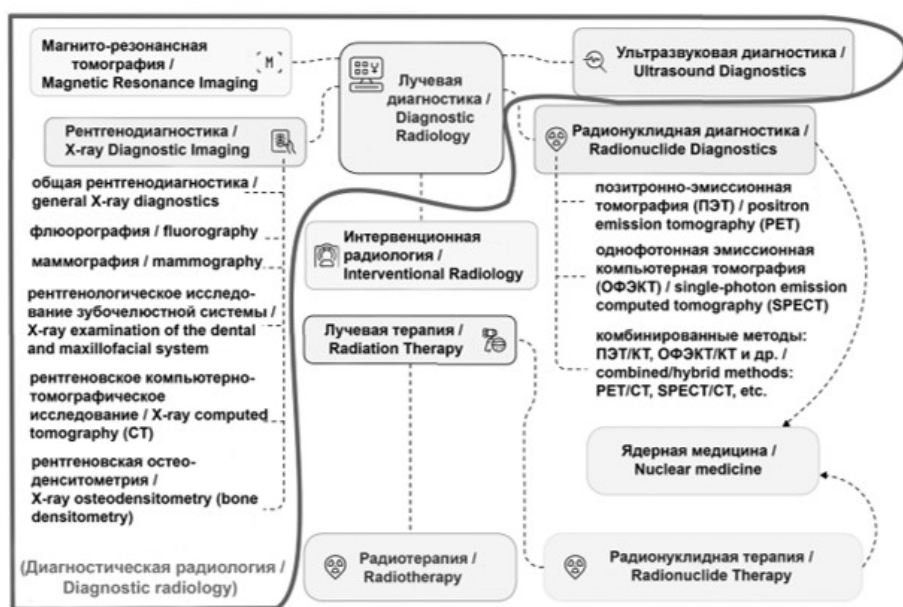 Магнито-резонансная
томография /
Magnetic Resonance Imaging
M
Лучевая
диагностика /
Diagnostic
Radiology
Ультразвуковая диагностика /
Ultrasound Diagnostics
Рентгенодиагностика /
X-ray Diagnostic Imaging
общая рентгенодиагностика /
general X-ray diagnostics
флюорография / fluorography
маммография / mammography
рентгенологическое исследо-
вание зубочелюстной системы /
X-ray examination of the dental
and maxillofacial system
рентгеновское компьютерно-
томографическое
исследование / X-ray computed
tomography (CT)
рентгеновская остео-
денситометрия /
X-ray osteodensitometry (bone
densitometry)
(Диагностическая радиология /
Diagnostic radiology)
Интервенционная
радиология /
Interventional Radiology
Лучевая терапия /
Radiation Therapy
Радиотерапия /
Radiotherapy
Радионуклидная диагностика /
Radionuclide Diagnostics
позитронно-эмиссионная
томография (ПЭТ) / positron
emission tomography (PET)
однофотонная эмиссионная
компьютерная томография
(ОФЭКТ) / single-photon emission
computed tomography (SPECT)
комбинированные методы:
ПЭТ/КТ, ОФЭКТ/КТ и др. /
combined/hybrid methods:
PET/CT, SPECT/CT, etc.
Ядерная медицина /
Nuclear medicine
Радионуклидная терапия /
Radionuclide Therapy